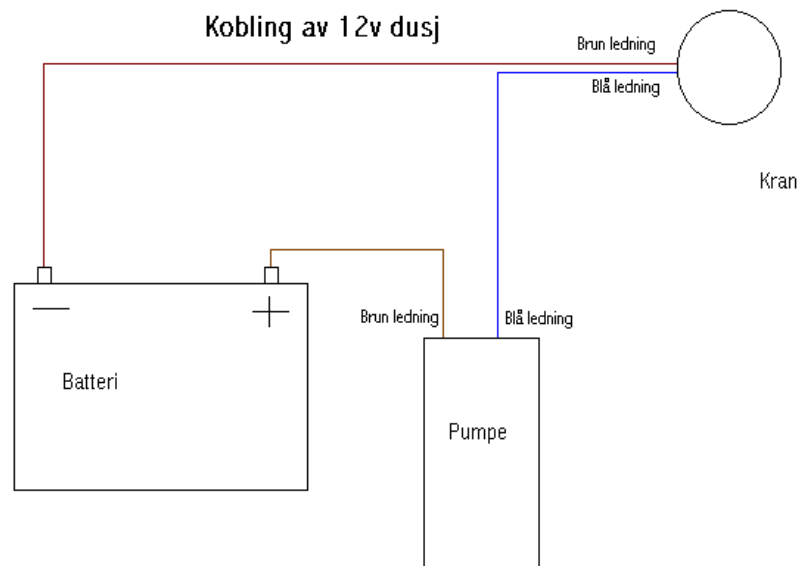 Kobling av 12v dusj
Brun ledning
Blå ledning
Kran
Brun ledning
Blå ledning
Batteri
Pumpe